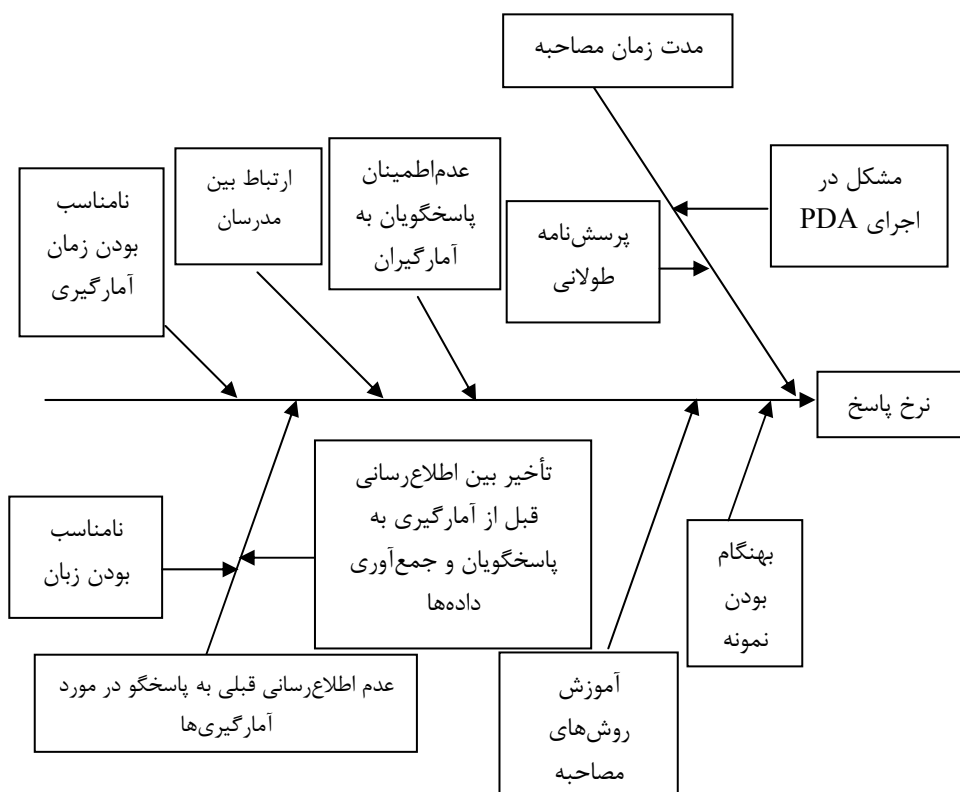 مدت زمان مصاحبه
مشکل در
اجرای PDA
پرسش‌نامه
طولانی
عدم‌اطمینان
پاسخگویان به
آمارگیران
ارتباط بین
مدرسان
نامناسب
بودن زمان
آمارگیری
نرخ پاسخ
بهنگام
بودن
نمونه
آموزش
روش‌های
مصاحبه
تأخیر بین اطلاع‌رسانی
قبل از آمارگیری به
پاسخگویان و جمع‌آوری
داده‌ها
نامناسب
بودن زبان
عدم اطلاع‌رسانی قبلی به پاسخگو در مورد
آمارگیری‌ها